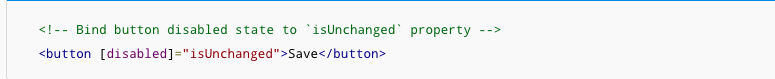 <!-- Bind button disabled state to `isUnchanged` property -->
<button [disabled]="isUnchanged">Save</button>